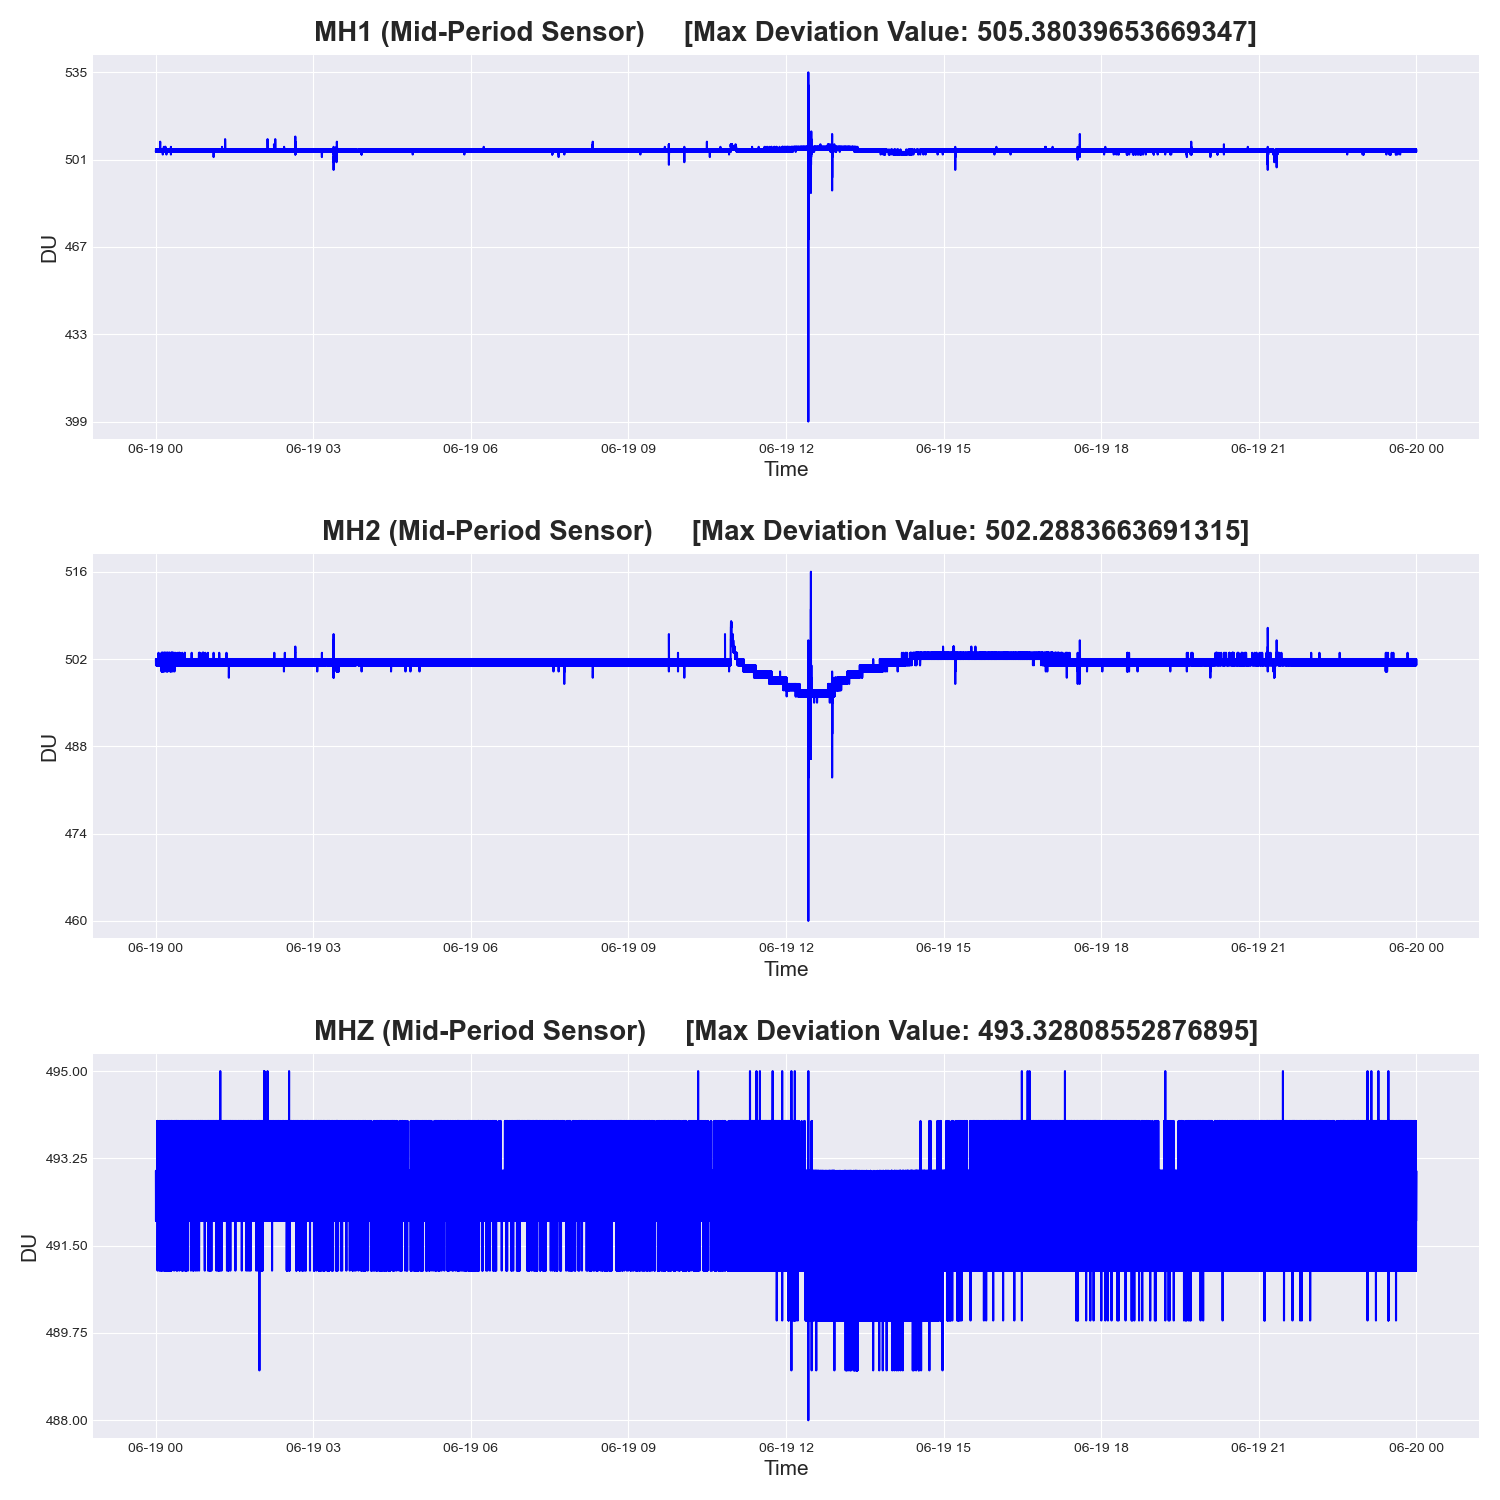 MH1 (Mid-Period Sensor) [Max Deviation Value: 505.38039653669347]
535
501
467
433
399
DU
06-19 00 06-19 03 06-19 06 06-19 09 06-19 12 06-19 15 06-19 18 06-19 21 06-20 00
Time
MH2 (Mid-Period Sensor) [Max Deviation Value: 502.2883663691315]
516
502
488
474
460
DU
06-19 00 06-19 03 06-19 06 06-19 09 06-19 12 06-19 15 06-19 18 06-19 21 06-20 00
Time
MHZ (Mid-Period Sensor) [Max Deviation Value: 493.32808552876895]
495.00
493.25
491.50
489.75
488.00
DU
06-19 00 06-19 03 06-19 06 06-19 09 06-19 12 06-19 15 06-19 18 06-19 21 06-20 00
Time